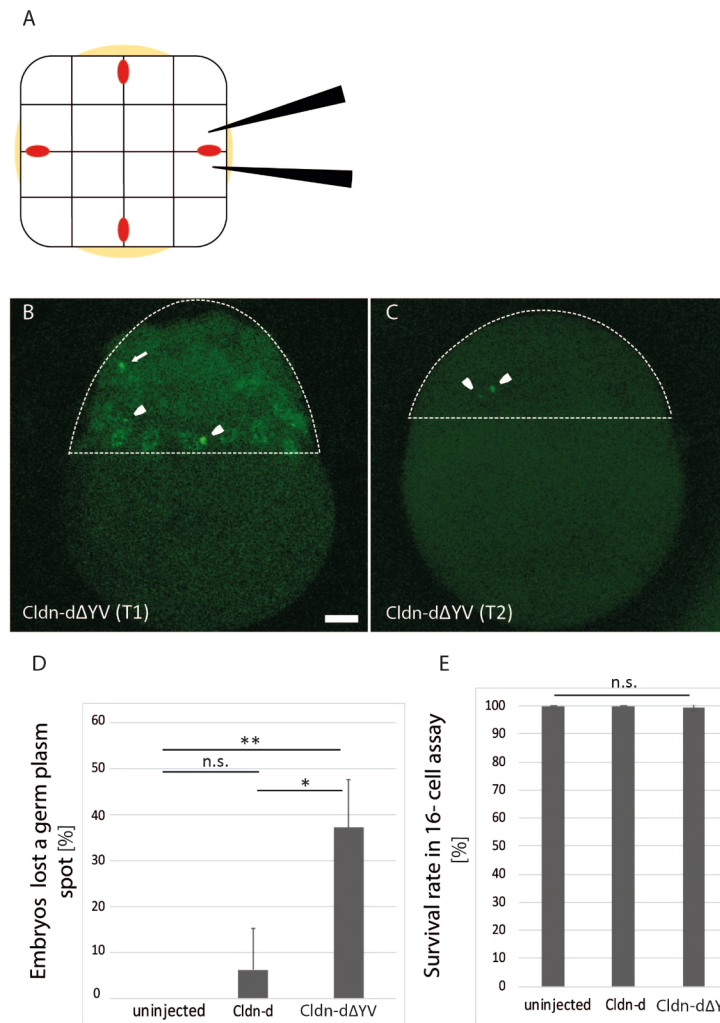 A
B
C
Cldn-dΔYV (T1)
Cldn-dΔYV (T2)
D
Embryos lost a germ plasm
spot [%]
60
50
40
30
20
10
0
**
n.s.
*
uninjected Cldn-d Cldn-dΔYV
E
Survival rate in 16- cell assay
[%]
n.s.
100
90
80
70
60
50
40
30
20
10
0
uninjected Cldn-d Cldn-dΔY